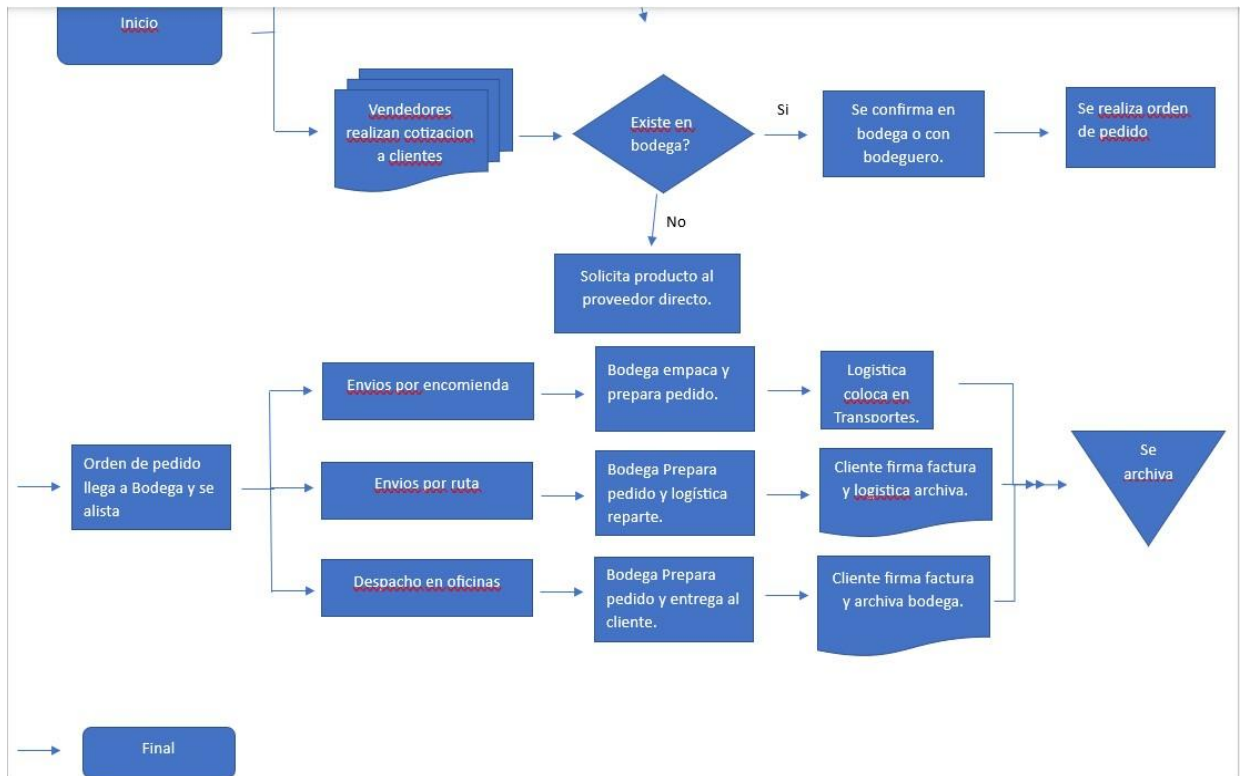 Inicio
Vendedores
realizan cotizacion
a clientes
Existe en
bodega?
Si
Se confirma en
bodega o con
bodeguero.
Se realiza orden
de pedido
No
Solicita producto al
proveedor directo.
Envios por encomienda
Bodega empaca y
prepara pedido.
Logistica
coloca en
Transportes.
Orden de pedido
llega a Bodega y se
alista
Envios por ruta
Bodega Prepara
pedido y logística
reparte.
Cliente firma factura
y logistica archiva.
Se
archiva
Despacho en oficinas
Bodega Prepara
pedido y entrega al
cliente.
Cliente firma factura
y archiva bodega.
Final